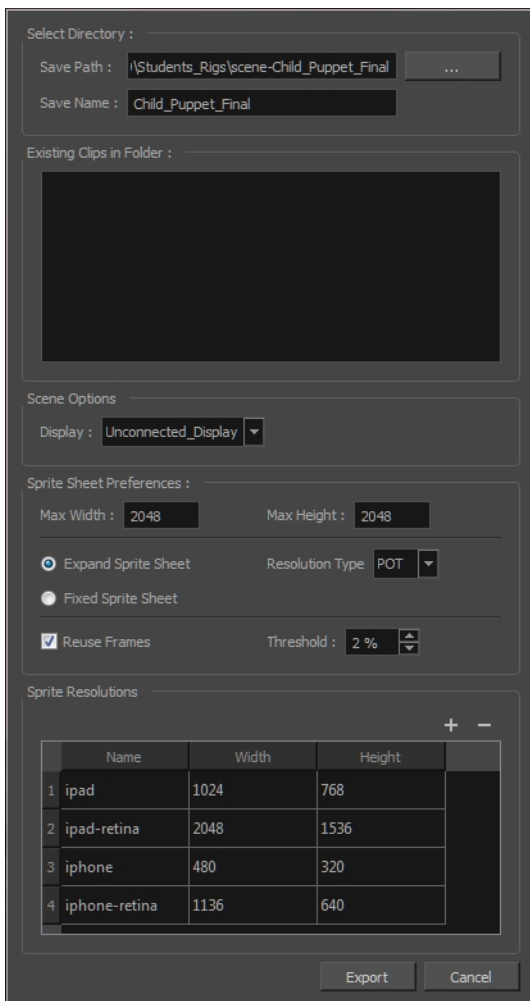 Select Directory :
Save Path : \Students_Rigs\scene-Child_Puppet_Final ...
Save Name : Child_Puppet_Final
Existing Clips in Folder :
Scene Options
Display : Unconnected_Display
Sprite Sheet Preferences :
Max Width : 2048 Max Height : 2048
Expand Sprite Sheet Resolution Type POT
Fixed Sprite Sheet
Reuse Frames Threshold : 2 %
Sprite Resolutions
+ −
Name Width Height
1 ipad 1024 768
2 ipad-retina 2048 1536
3 iphone 480 320
4 iphone-retina 1136 640
Export Cancel